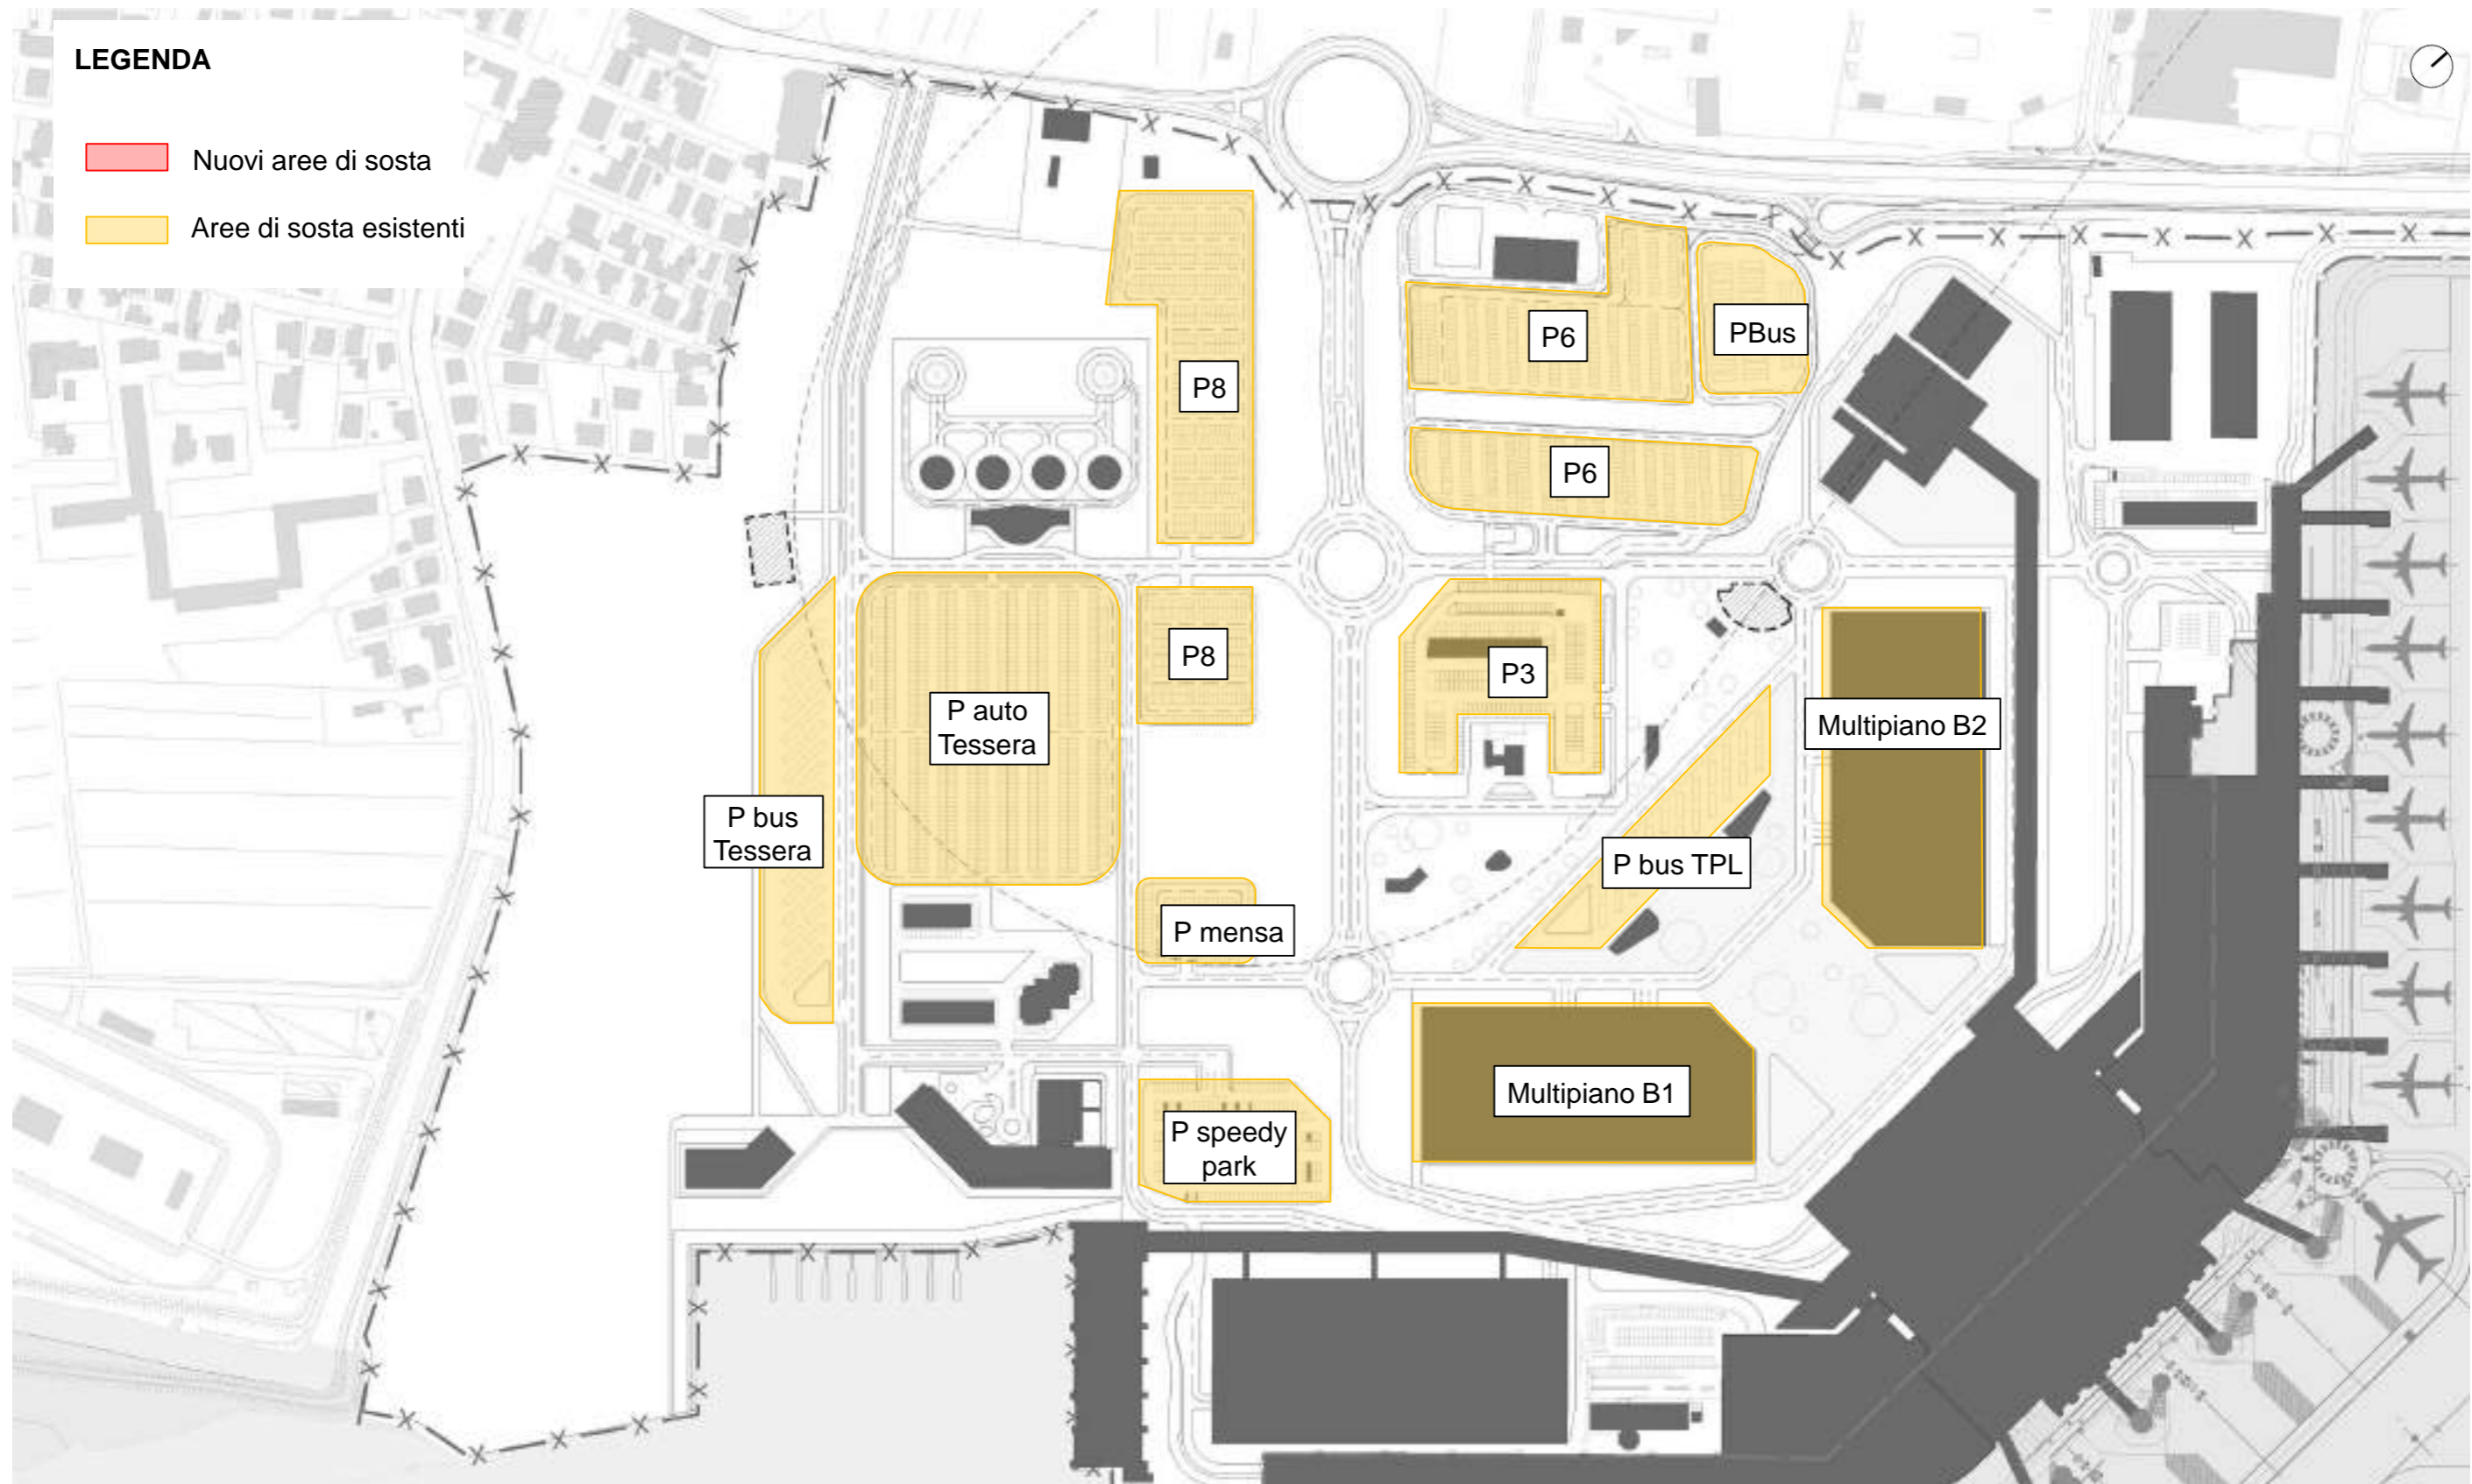 LEGENDA
Nuovi aree di sosta
Aree di sosta esistenti
P6
PBus
P8
P6
P8
P3
P auto
Tessera
Multipiano B2
P bus
Tessera
P bus TPL
P mensa
Multipiano B1
P speedy
park